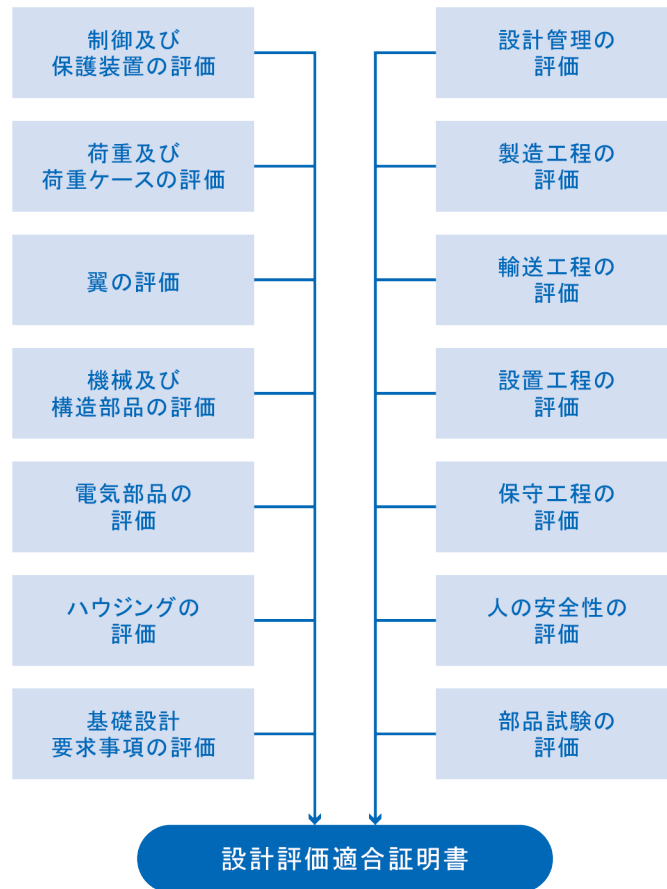 制御及び
保護装置の評価
荷重及び
荷重ケースの評価
翼の評価
機械及び
構造部品の評価
電気部品の
評価
ハウジングの
評価
基礎設計
要求事項の評価
設計管理の
評価
製造工程の
評価
輸送工程の
評価
設置工程の
評価
保守工程の
評価
人の安全性の
評価
部品試験の
評価
設計評価適合証明書